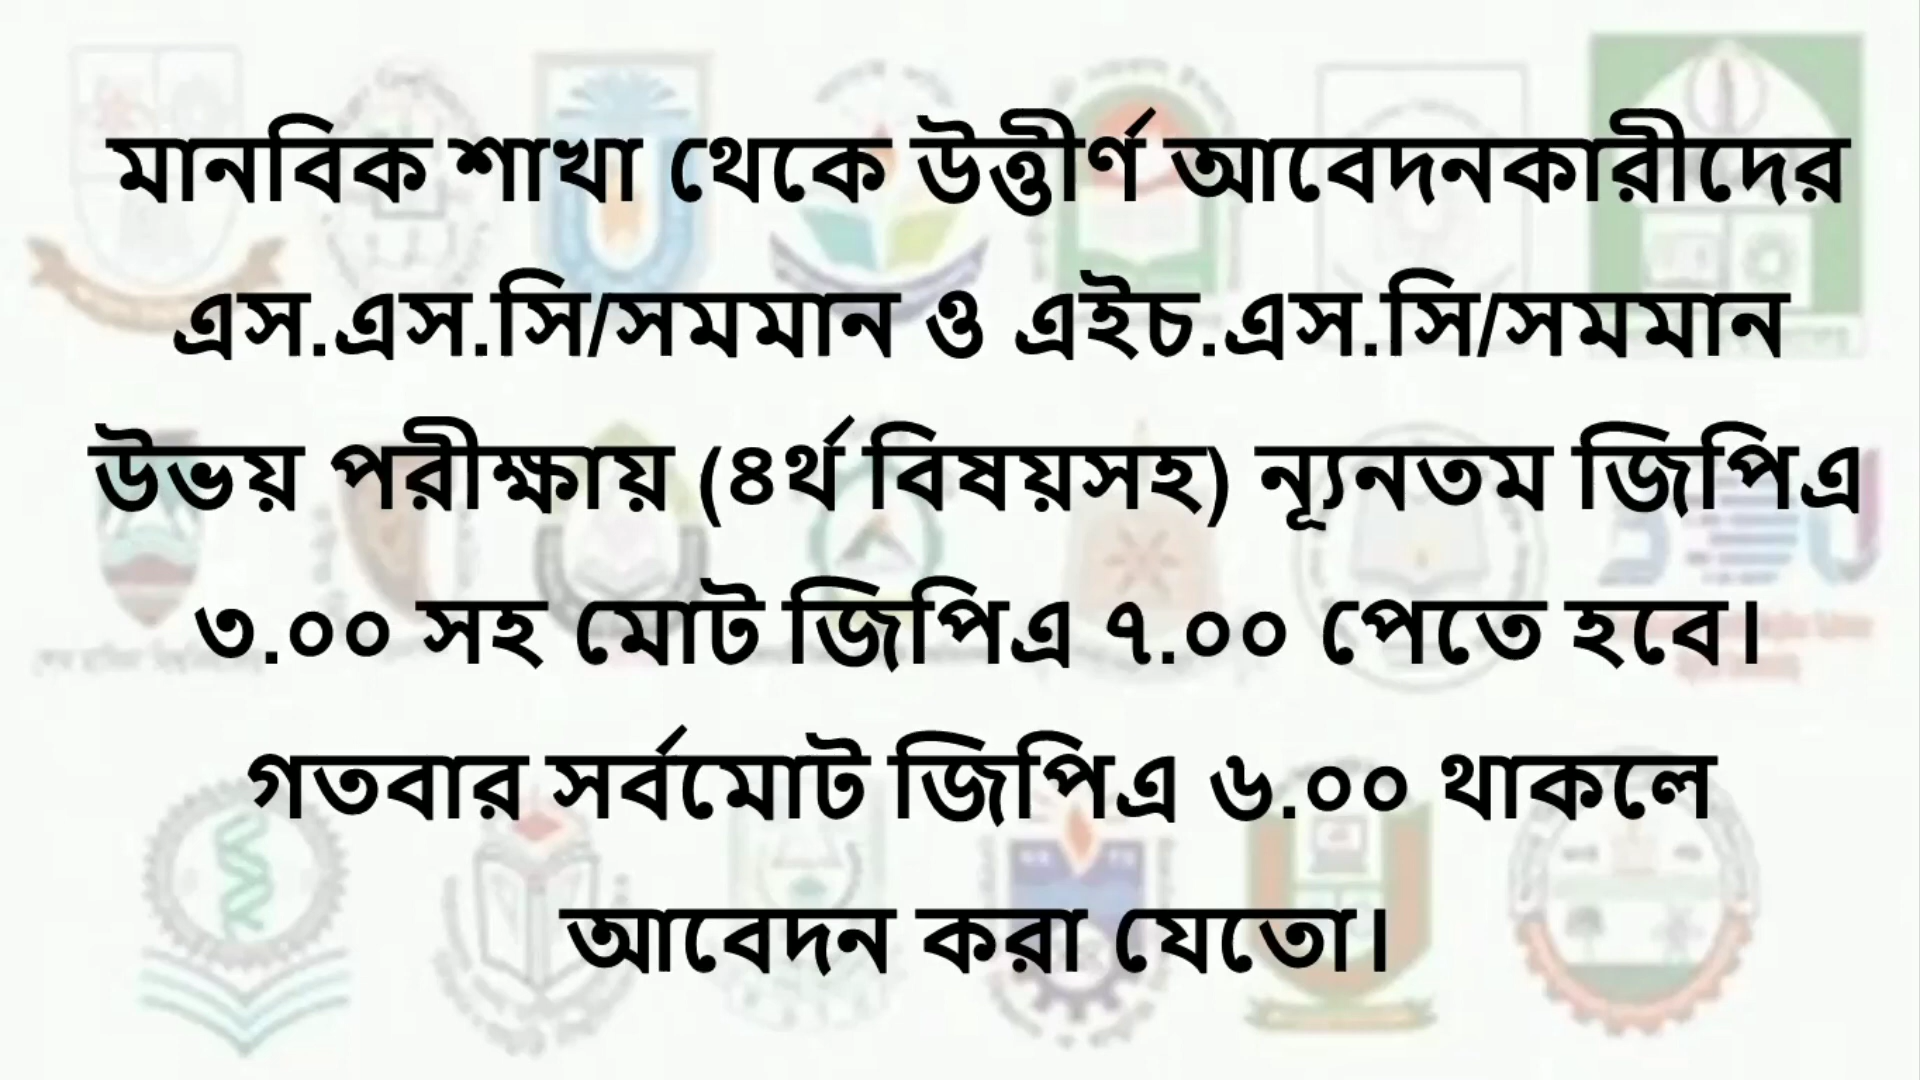 মানবিক শাখা থেকে উত্তীর্ণ আবেদনকারীদের
এস.এস.সি/সমমান ও এইচ.এস.সি/সমমান
উভয় পরীক্ষায় (৪র্থ বিষয়সহ) ন্যূনতম জিপিএ
৩.০০ সহ মোট জিপিএ ৭.০০ পেতে হবে।
গতবার সর্বমোট জিপিএ ৬.০০ থাকলে
আবেদন করা যেতো।